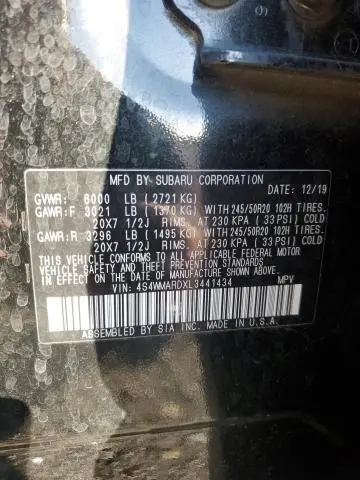 MFD BY SUBARU CORPORATION DATE: 12/19
GVWR: 6000 LB (2721 KG)
GAWR:F 3021 LB (1370 KG) WITH 245/50R20 102H TIRES.
20X7 1/2J RIMS, AT 230 KPA (33 PSI) COLD
GAWR:R 3296 LB (1495 KG) WITH 245/50R20 102H TIRES.
20X7 1/2J RIMS, AT 230 KPA (33 PSI) COLD
THIS VEHICLE CONFORMS TO ALL APPLICABLE FEDERAL MOTOR
VEHICLE SAFETY STANDARDS
IN EFFECT ON THE DATE OF MANUFACTURE SHOWN ABOVE.
VIN: 4S4WMARDXL3441434 MPV
ASSEMBLED BY SIA INC. MADE IN U.S.A.